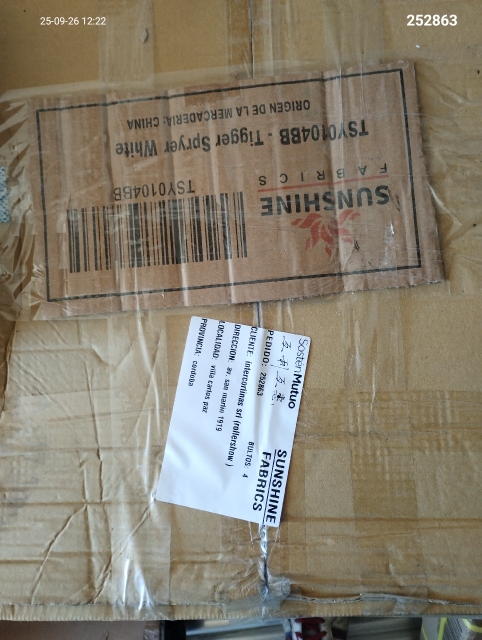 25-09-26 12:22
252863
SUNSHINE
FABRICS
TSY0104BB
TSY0104BB - Tigger Spryer White
ORIGEN DE LA MERCADERIA: CHINA
SostenMutuo
SUNSHINE
FABRICS
PEDIDO: 252863
BULTOS: 4
CLIENTE: intercortinas srl (rollershow )
DIRECCION: av. san martin 1919
LOCALIDAD: villa carlos paz
PROVINCIA: cordoba